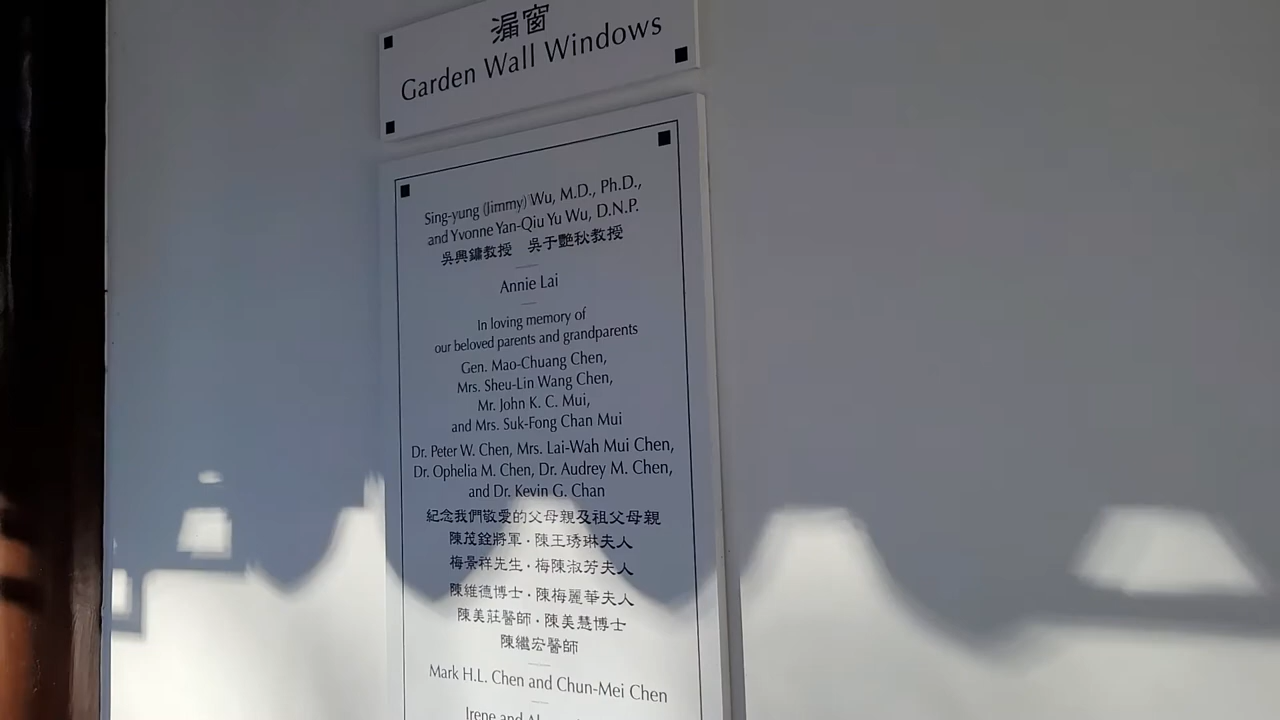 漏窗
Garden Wall Windows
Sing-yung (Jimmy) Wu, M.D., Ph.D.,
and Yvonne Yan-Qiu Yu Wu, D.N.P.
吳興鏞教授 吳于艷秋教授
Annie Lai
In loving memory of
our beloved parents and grandparents
Gen. Mao-Chuang Chen,
Mrs. Sheu-Lin Wang Chen,
Mr. John K. C. Mui,
and Mrs. Suk-Fong Chan Mui
Dr. Peter W. Chen, Mrs. Lai-Wah Mui Chen,
Dr. Ophelia M. Chen, Dr. Audrey M. Chen,
and Dr. Kevin G. Chan
紀念我們敬愛的父母親及祖父母親
陳茂銓將軍·陳王琇琳夫人
梅景祥先生·梅陳淑芳夫人
陳維德博士·陳梅麗華夫人
陳美莊醫師·陳美慧博士
陳繼宏醫師
Mark H.L. Chen and Chun-Mei Chen
Irene and